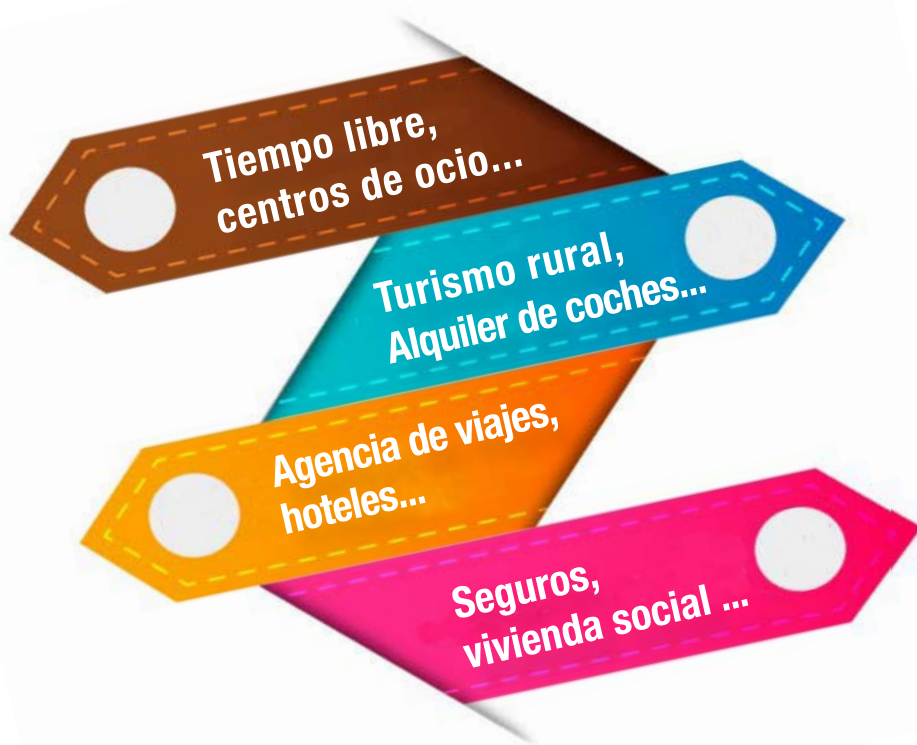 Tiempo libre,
centros de ocio...
Turismo rural,
Alquiler de coches...
Agencia de viajes,
hoteles...
Seguros,
vivienda social ...